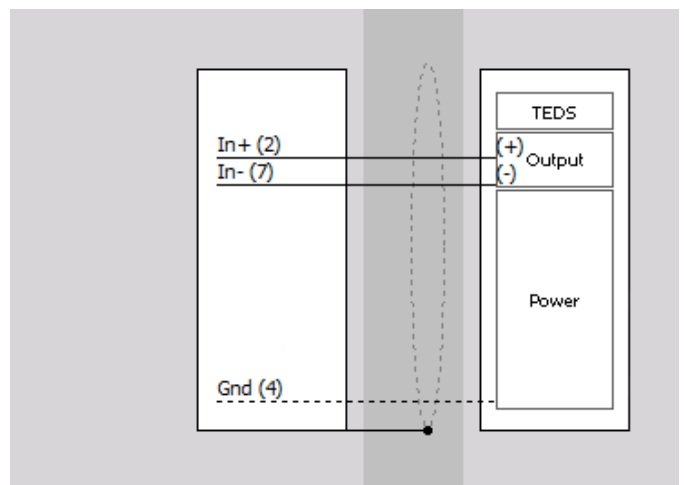 TEDS
In+ (2)
(+)
Output
In- (7)
(-)
Power
Gnd (4)